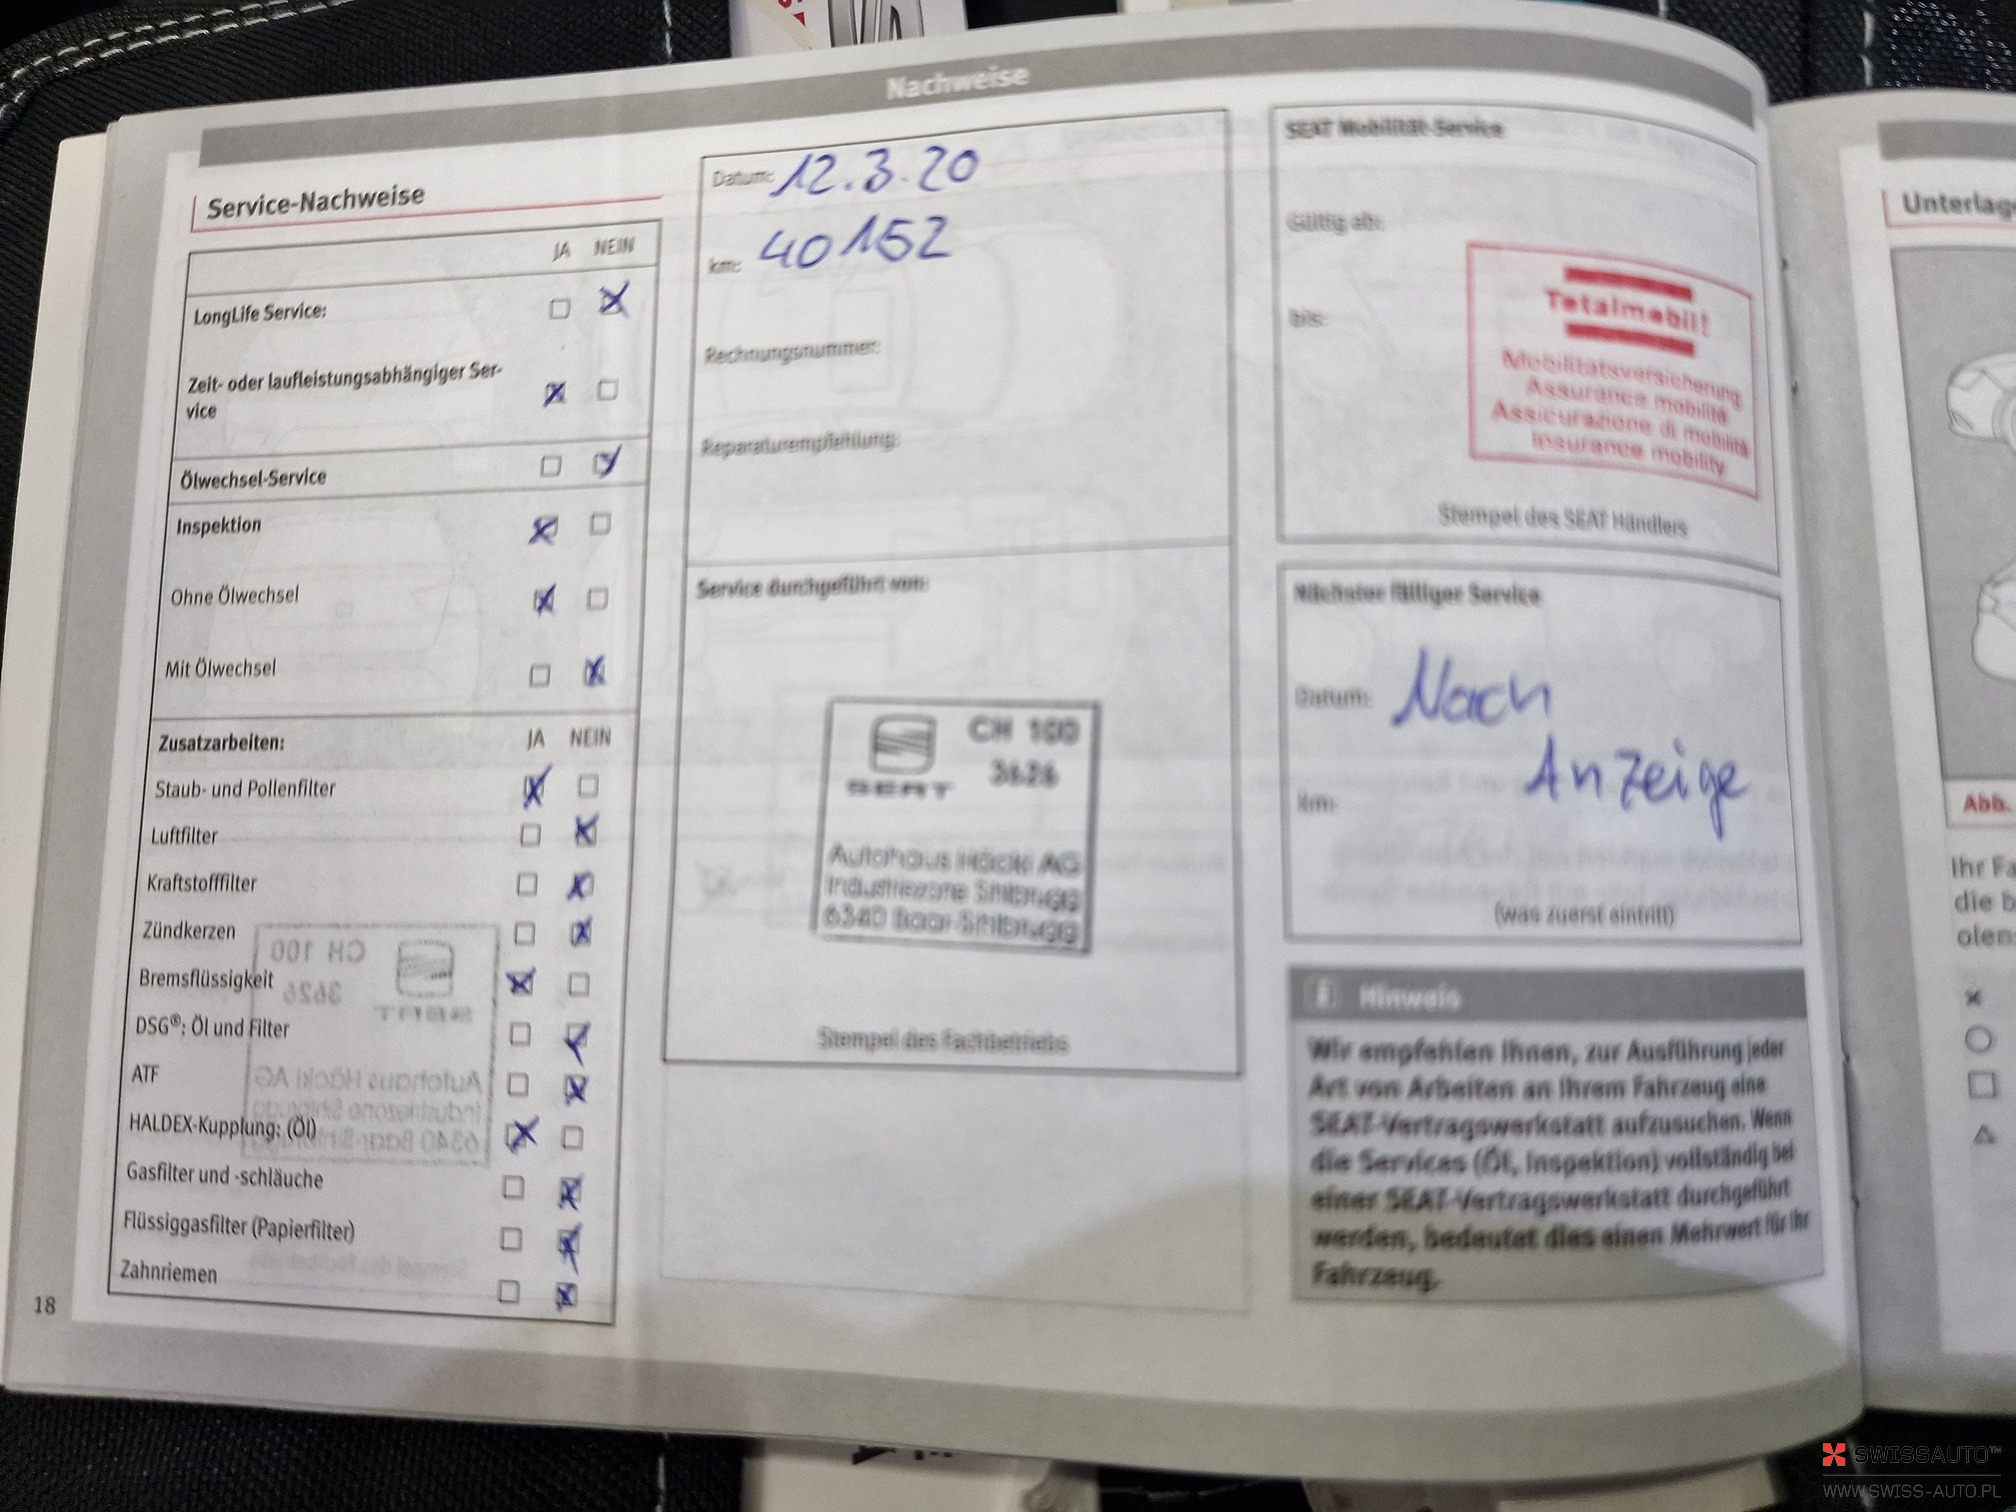 Nachweise
Service-Nachweise
JA NEIN
LongLife Service:
Zeit- oder laufleistungsabhängiger Ser-
vice
Ölwechsel-Service
Inspektion
Ohne Ölwechsel
Mit Ölwechsel
Zusatzarbeiten: JA NEIN
Staub- und Pollenfilter
Luftfilter
Kraftstofffilter
Zündkerzen
Bremsflüssigkeit
DSG®: Öl und Filter
ATF
HALDEX-Kupplung: (Öl)
Gasfilter und -schläuche
Flüssiggasfilter (Papierfilter)
Zahnriemen
18
Datum: 12.3.20
km: 40152
Rechnungsnummer:
Reparaturempfehlung:
Service durchgeführt von:
CH 100
3626
SEAT
Autohaus Häcki AG
Industriezone Sihlbrugg
6340 Baar-Sihlbrugg
Stempel des Fachbetriebs
SEAT Mobilität-Service
Gültig ab:
bis:
Totalmobil!
Mobilitätsversicherung
Assurance mobilité
Assicurazione di mobilità
Insurance mobility
Stempel des SEAT Händlers
Nächster fälliger Service
Datum: Nach
Anzeige
km:
(was zuerst eintritt)
Hinweis
Wir empfehlen Ihnen, zur Ausführung jeder
Art von Arbeiten an Ihrem Fahrzeug eine
SEAT-Vertragswerkstatt aufzusuchen. Wenn
die Services (Öl, Inspektion) vollständig bei
einer SEAT-Vertragswerkstatt durchgeführt
werden, bedeutet dies einen Mehrwert für Ihr
Fahrzeug.
Unterlage
Abb.
Ihr Fa
die b
olen:
SWISSAUTO™
WWW.SWISS-AUTO.PL